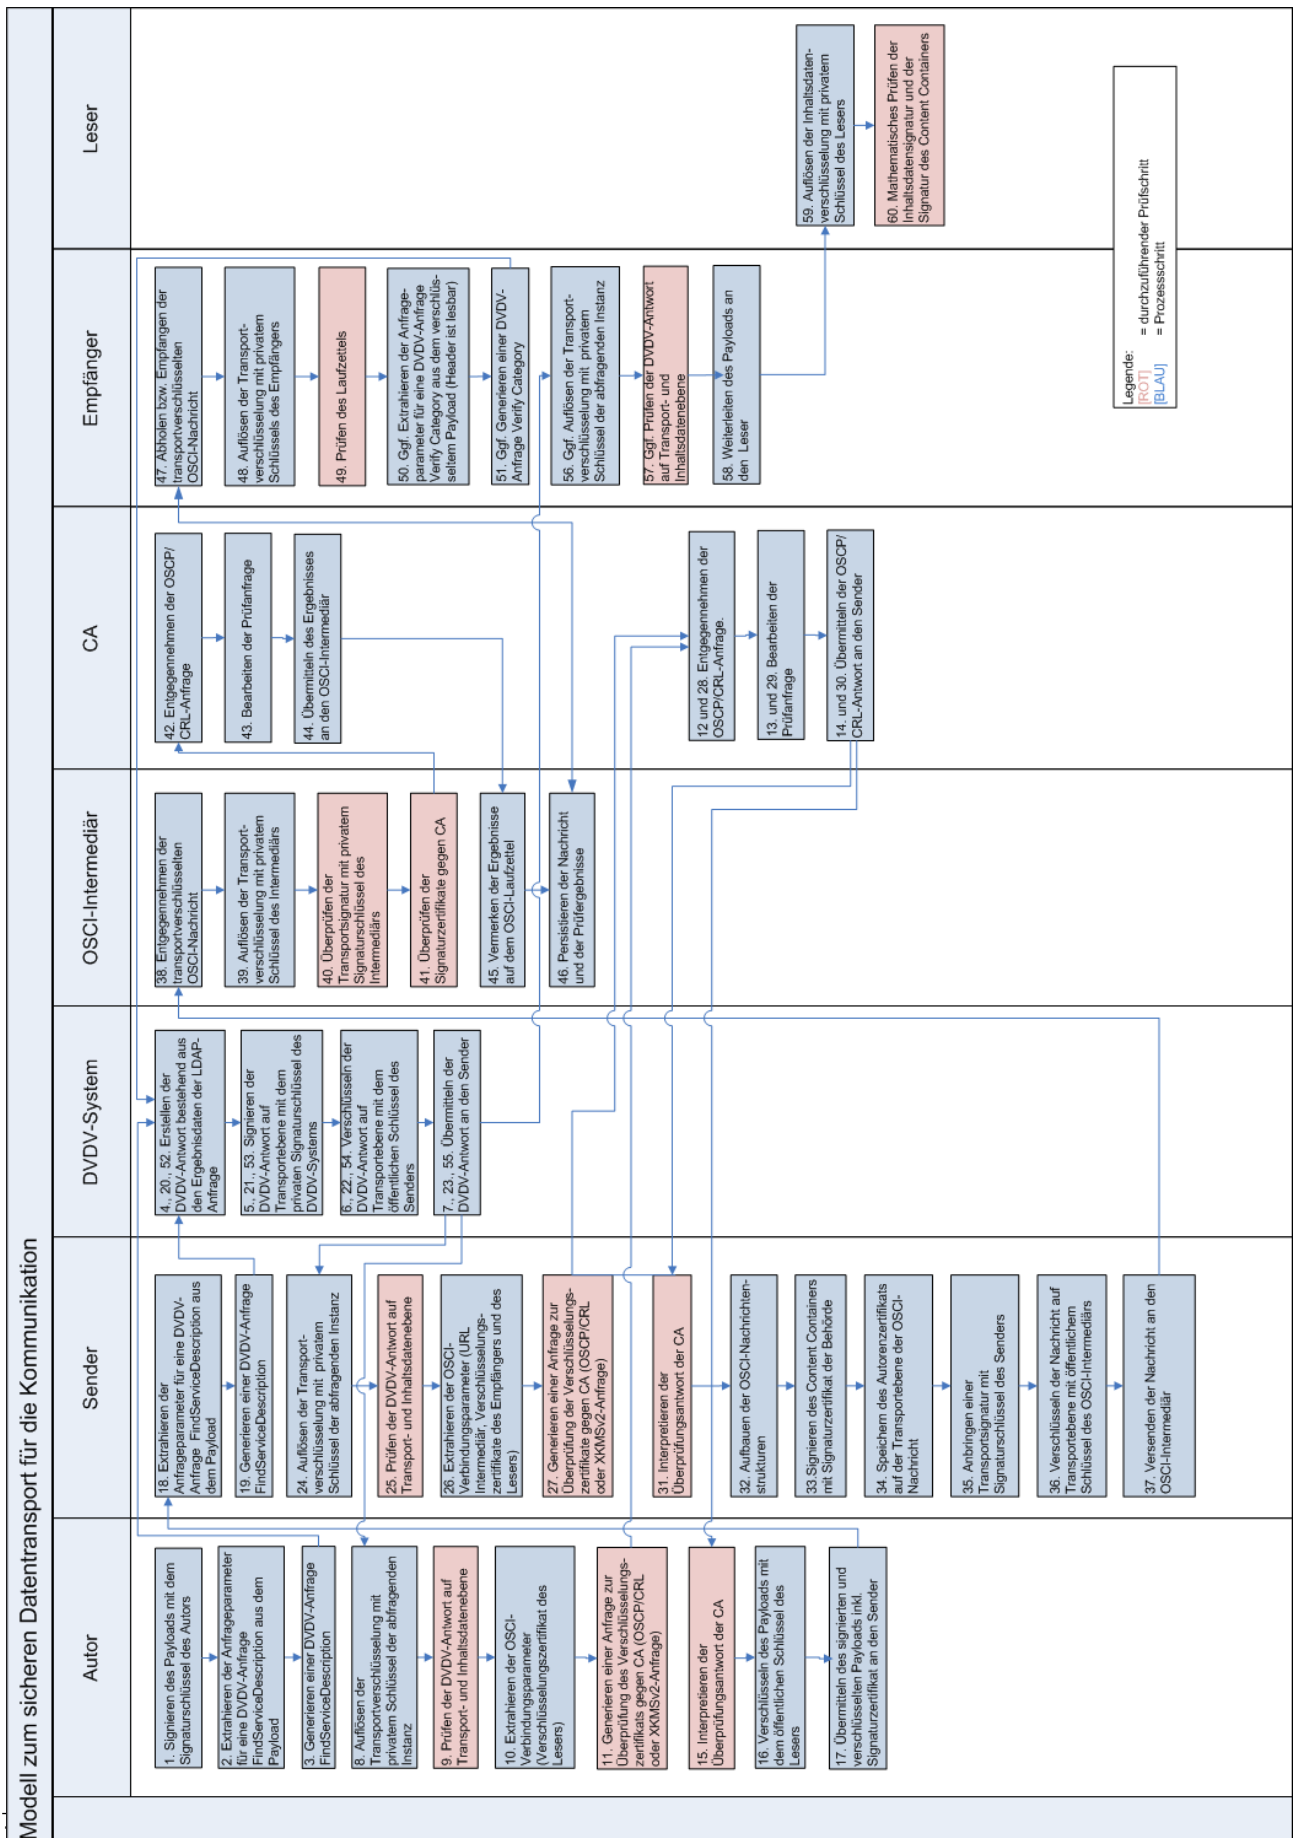 Modell zum sicheren Datentransport für die Kommunikation
Autor
1. Signieren des Payloads mit dem
Signaturschlüssel des Autors
2. Extrahieren der Anfrageparameter
für eine DVDV-Anfrage
FindServiceDescription aus dem
Payload
3. Generieren einer DVDV-Anfrage
FindServiceDescription
8. Auflösen der
Transportverschlüsselung mit
privatem Schlüssel der abfragenden
Instanz
9. Prüfen der DVDV-Antwort auf
Transport- und Inhaltsdatenebene
10. Extrahieren der OSCI-
Verbindungsparameter
(Verschlüsselungszertifikat des
Lesers)
11. Generieren einer Anfrage zur
Überprüfung des Verschlüsselungs-
zertifikats gegen CA (OSCP/CRL
oder XKMSv2-Anfrage)
15. Interpretieren der
Überprüfungsantwort der CA
16. Verschlüsseln des Payloads mit
dem öffentlichen Schlüssel des
Lesers
17. Übermitteln des signierten und
verschlüsselten Payloads inkl.
Signaturzertifikat an den Sender
Sender
18. Extrahieren der
Anfrageparameter für eine DVDV-
Anfrage FindServiceDescription aus
dem Payload
19. Generieren einer DVDV-Anfrage
FindServiceDescription
24. Auflösen der Transport-
verschlüsselung mit privatem
Schlüssel der abfragenden Instanz
25. Prüfen der DVDV-Antwort auf
Transport- und Inhaltsdatenebene
26. Extrahieren der OSCI-
Verbindungsparameter (URL
Intermediär, Verschlüsselungs-
zertifikate des Empfängers und des
Lesers)
27. Generieren einer Anfrage zur
Überprüfung der Verschlüsselungs-
zertifikate gegen CA (OSCP/CRL
oder XKMSv2-Anfrage)
31. Interpretieren der
Überprüfungsantwort der CA
32. Aufbauen der OSCI-Nachrichten-
strukturen
33.Signieren des Content Containers
mit Signaturzertifikat der Behörde
34. Speichern des Autorenzertifikats
auf der Transportebene der OSCI-
Nachricht
35. Anbringen einer
Transportsignatur mit
Signaturschlüssel des Senders
36. Verschlüsseln der Nachricht auf
Transportebene mit öffentlichem
Schlüssel des OSCI-Intermediärs
37. Versenden der Nachricht an den
OSCI-Intermediär
DVDV-System
4., 20., 52. Erstellen der
DVDV-Antwort bestehend aus
den Ergebnisdaten der LDAP-
Anfrage
5., 21., 53. Signieren der
DVDV-Antwort auf
Transportebene mit dem
privaten Signaturschlüssel des
DVDV-Systems
6., 22., 54. Verschlüsseln der
DVDV-Antwort auf
Transportebene mit dem
öffentlichen Schlüssel des
Senders
7., 23., 55. Übermitteln der
DVDV-Antwort an den Sender
OSCI-Intermediär
38. Entgegennehmen der
transportverschlüsselten
OSCI-Nachricht
39. Auflösen der Transport-
verschlüsselung mit privatem
Schlüssel des Intermediärs
40. Überprüfen der
Transportsignatur mit privatem
Signaturschlüssel des
Intermediärs
41. Überprüfen der
Signaturzertifikate gegen CA
45. Vermerken der Ergebnisse
auf dem OSCI-Laufzettel
46. Persistieren der Nachricht
und der Prüfergebnisse
CA
42. Entgegennehmen der OSCP/
CRL-Anfrage
43. Bearbeiten der Prüfanfrage
44. Übermitteln des Ergebnisses
an den OSCI-Intermediär
12 und 28. Entgegennehmen der
OSCP/CRL-Anfrage.
13. und 29. Bearbeiten der
Prüfanfrage
14. und 30. Übermitteln der OSCP/
CRL-Antwort an den Sender
Empfänger
47. Abholen bzw. Empfangen der
transportverschlüsselten
OSCI-Nachricht
48. Auflösen der Transport-
verschlüsselung mit privatem
Schlüssels des Empfängers
49. Prüfen des Laufzettels
50. Ggf. Extrahieren der Anfrage-
parameter für eine DVDV-Anfrage
Verify Category aus dem verschlüs-
seltem Payload (Header ist lesbar)
51. Ggf. Generieren einer DVDV-
Anfrage Verify Category
56. Ggf. Auflösen der Transport-
verschlüsselung mit privatem
Schlüssel der abfragenden Instanz
57. Ggf. Prüfen der DVDV-Antwort
auf Transport- und
Inhaltsdatenebene
58. Weiterleiten des Payloads an
den Leser
Leser
59. Auflösen der Inhaltsdaten-
verschlüsselung mit privatem
Schlüssel des Lesers
60. Mathematisches Prüfen der
Inhaltsdatensignatur und der
Signatur des Content Containers
Legende:
[ROT] = durchzuführender Prüfschritt
[BLAU] = Prozessschritt